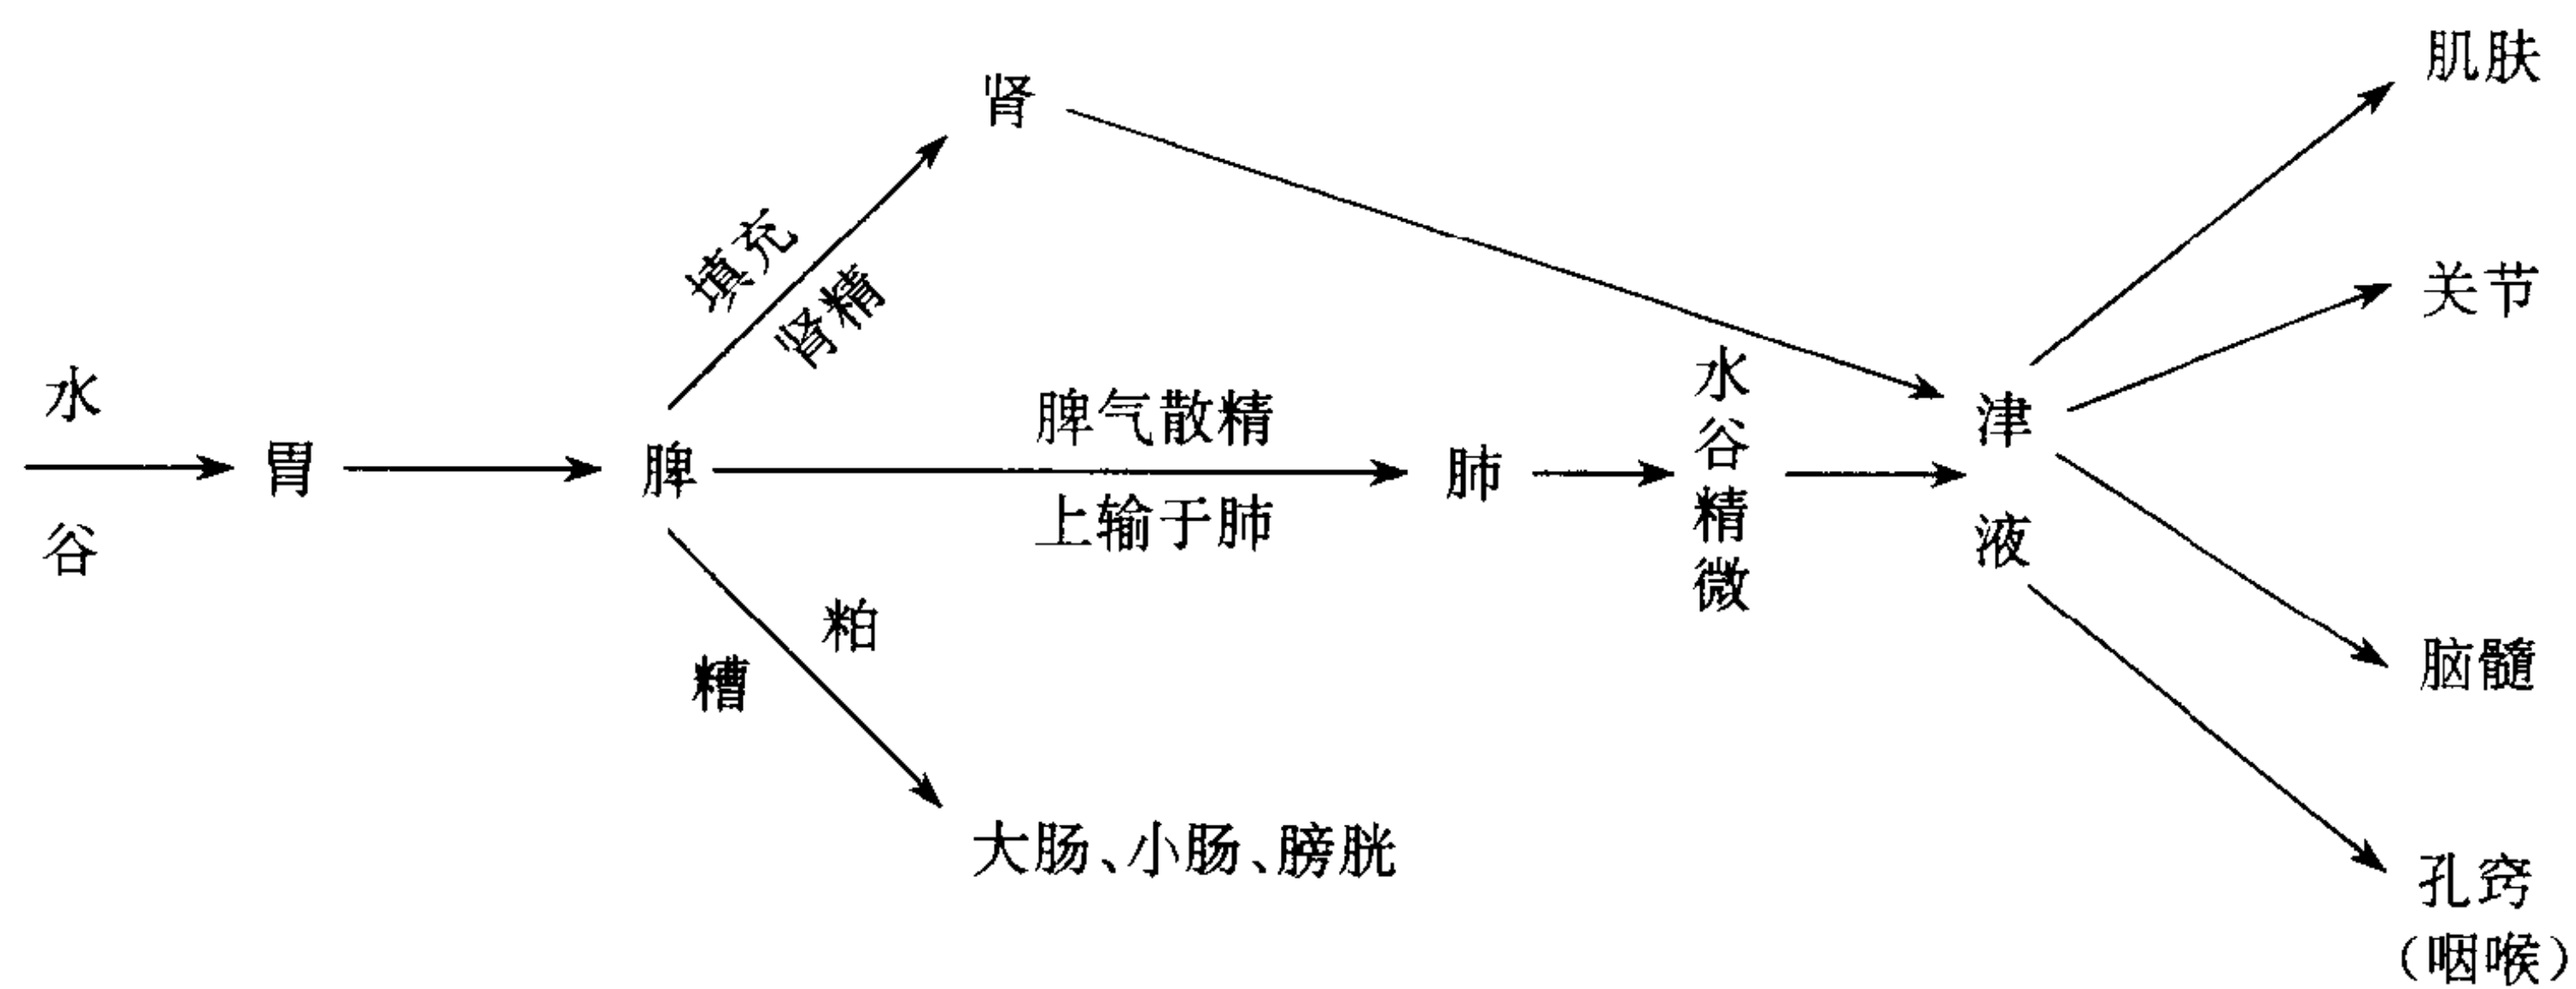 水
谷
胃
脾
填充
肾精
肾
脾气散精
上输于肺
糟粕
大肠、小肠、膀胱
肺
水谷精微
津液
肌肤
关节
脑髓
孔窍
（咽喉）